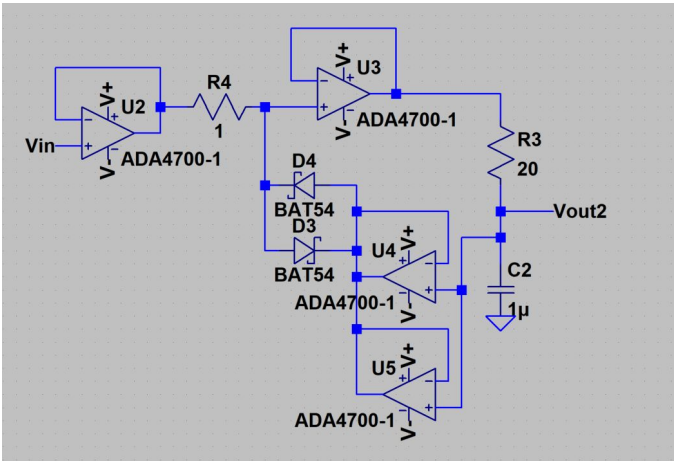 V+
U2
Vin
ADA4700-1
V-
R4
1
V+
U3
ADA4700-1
V-
R3
20
Vout2
D4
BAT54
D3
BAT54
V+
U4
ADA4700-1
V-
C2
1µ
V+
U5
ADA4700-1
V-